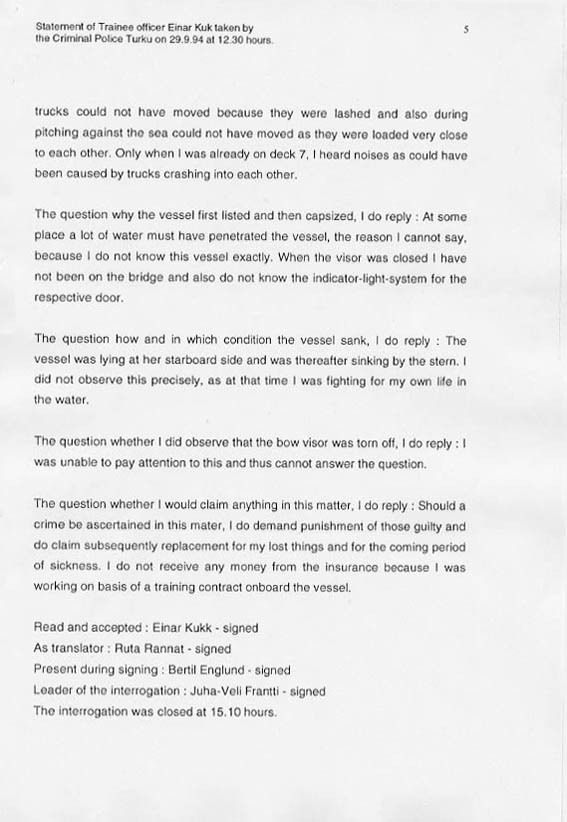 Statement of Trainee officer Einar Kuk taken by
the Criminal Police Turku on 29.9.94 at 12.30 hours.
5
trucks could not have moved because they were lashed and also during
pitching against the sea could not have moved as they were loaded very close
to each other. Only when I was already on deck 7, I heard noises as could have
been caused by trucks crashing into each other.
The question why the vessel first listed and then capsized, I do reply : At some
place a lot of water must have penetrated the vessel, the reason I cannot say,
because I do not know this vessel exactly. When the visor was closed I have
not been on the bridge and also do not know the indicator-light-system for the
respective door.
The question how and in which condition the vessel sank, I do reply : The
vessel was lying at her starboard side and was thereafter sinking by the stern. I
did not observe this precisely, as at that time I was fighting for my own life in
the water.
The question whether I did observe that the bow visor was torn off, I do reply : I
was unable to pay attention to this and thus cannot answer the question.
The question whether I would claim anything in this matter, I do reply : Should a
crime be ascertained in this mater, I do demand punishment of those guilty and
do claim subsequently replacement for my lost things and for the coming period
of sickness. I do not receive any money from the insurance because I was
working on basis of a training contract onboard the vessel.
Read and accepted : Einar Kukk - signed
As translator : Ruta Rannat - signed
Present during signing : Bertil Englund - signed
Leader of the interrogation : Juha-Veli Frantti - signed
The interrogation was closed at 15.10 hours.